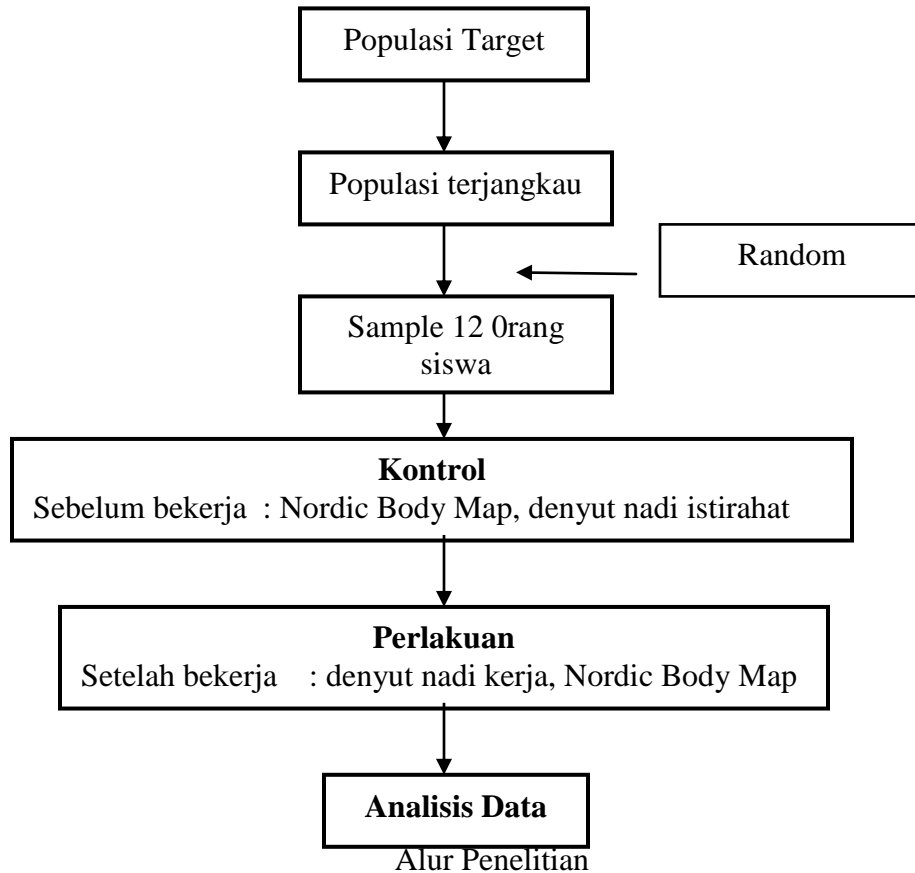 Populasi Target
Populasi terjangkau
Random
Sample 12 0rang
siswa
Kontrol
Sebelum bekerja : Nordic Body Map, denyut nadi istirahat
Perlakuan
Setelah bekerja : denyut nadi kerja, Nordic Body Map
Analisis Data
Alur Penelitian